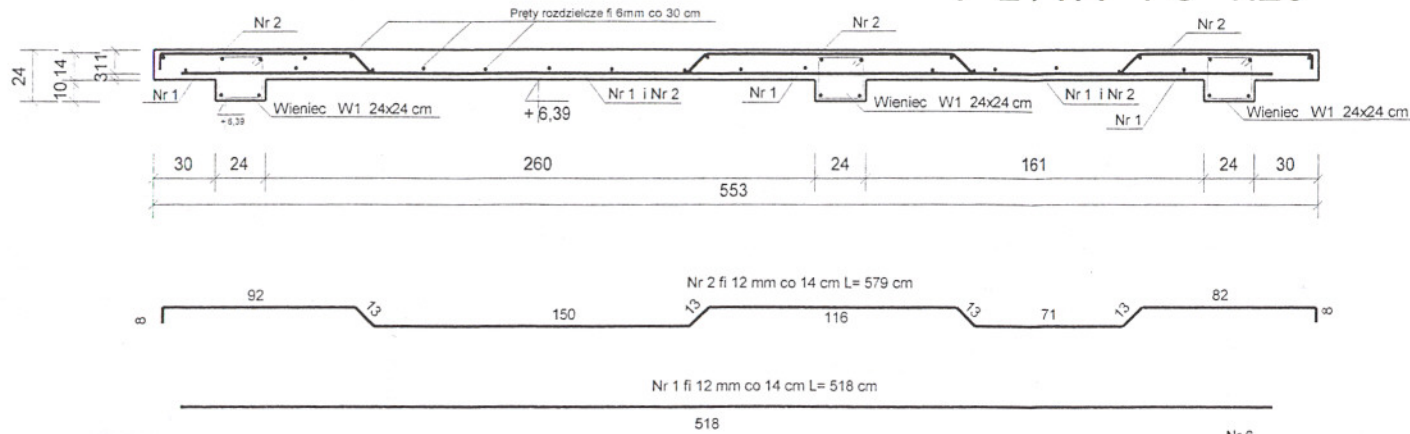 Pręty rozdzielcze fi 6mm co 30 cm
Nr 2
Nr 2
Nr 2
24
10 14
3 11
Nr 1
+ 6,39
Wieniec W1 24x24 cm
+ 6,39
Nr 1 i Nr 2
Nr 1
Wieniec W1 24x24 cm
Nr 1 i Nr 2
Nr 1
Wieniec W1 24x24 cm
30 24 260 24 161 24 30
553
Nr 2 fi 12 mm co 14 cm L= 579 cm
8 92 13 150 13 116 13 71 13 82 8
Nr 1 fi 12 mm co 14 cm L= 518 cm
518